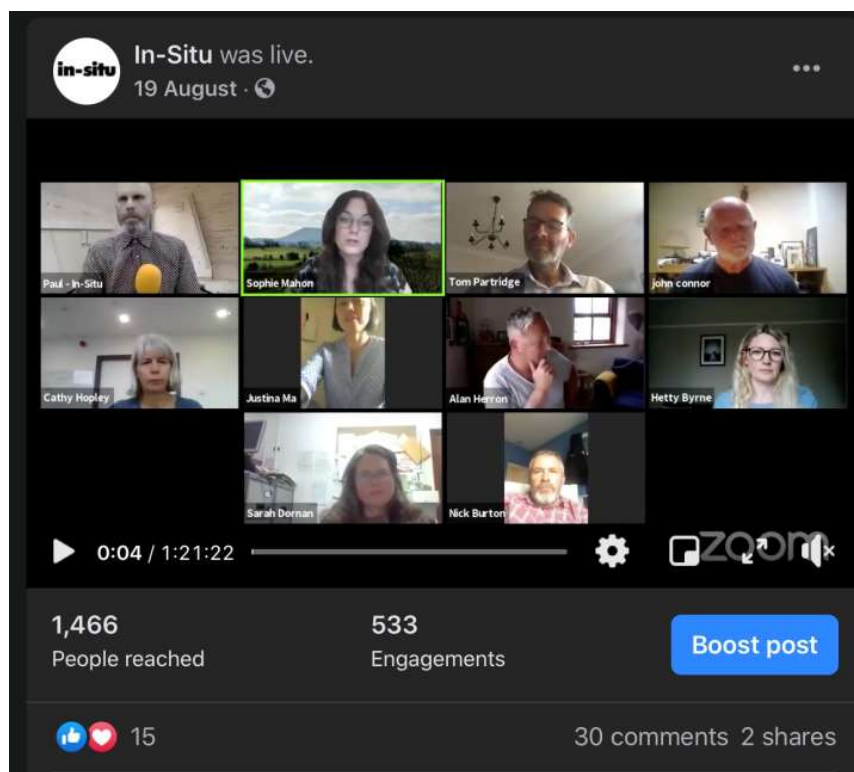 in-situ
In-Situ was live.
19 August
Paul - In-Situ
Sophie Mahon
Tom Partridge
john connor
Cathy Hopley
Justina Ma
Alan Herron
Hetty Byrne
Sarah Dornan
Nick Burton
0:04 / 1:21:22
zoom
1,466
People reached
533
Engagements
Boost post
15
30 comments 2 shares